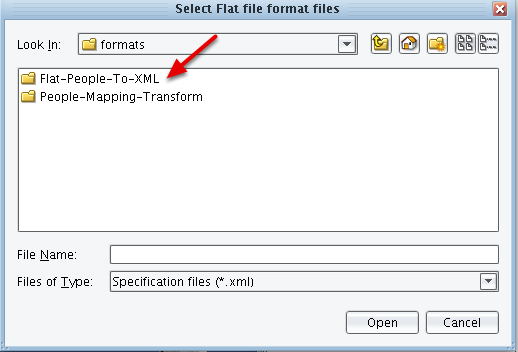 Select Flat file format files
Look In: formats
Flat-People-To-XML
People-Mapping-Transform
File Name:
Files of Type: Specification files (*.xml)
Open Cancel